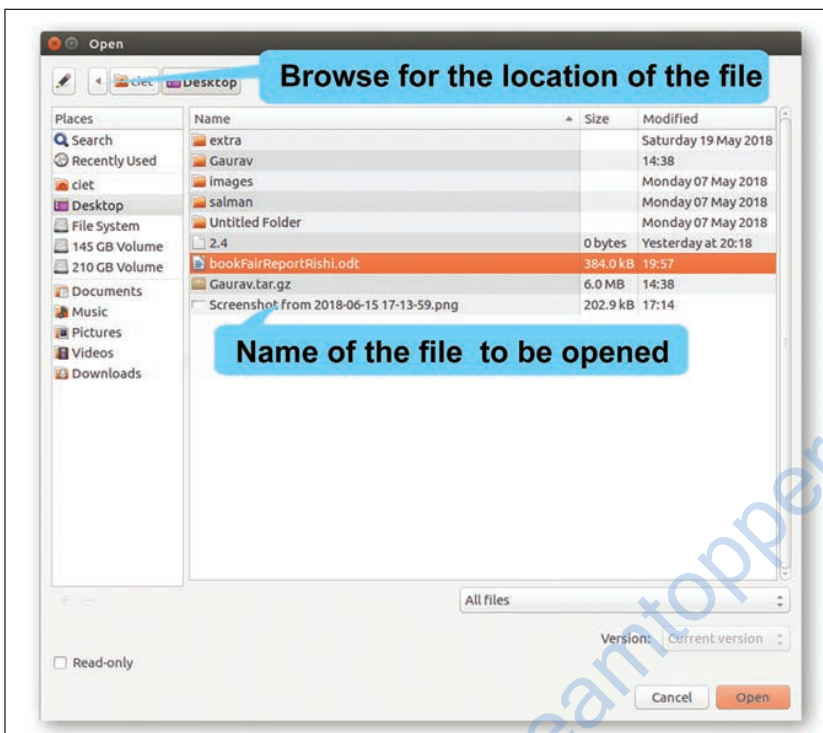 Open
ciet Desktop
Browse for the location of the file
Places Name Size Modified
Search extra Saturday 19 May 2018
Recently Used Gaurav 14:38
ciet images Monday 07 May 2018
Desktop salman Monday 07 May 2018
File System Untitled Folder Monday 07 May 2018
145 GB Volume 2.4 0 bytes Yesterday at 20:18
210 GB Volume bookFairReportRishi.odt 384.0 kB 19:57
Documents Gaurav.tar.gz 6.0 MB 14:38
Music Screenshot from 2018-06-15 17-13-59.png 202.9 kB 17:14
Pictures
Videos
Downloads
Name of the file to be opened
All files
Version: Current version
Read-only
Cancel Open
eamtopper